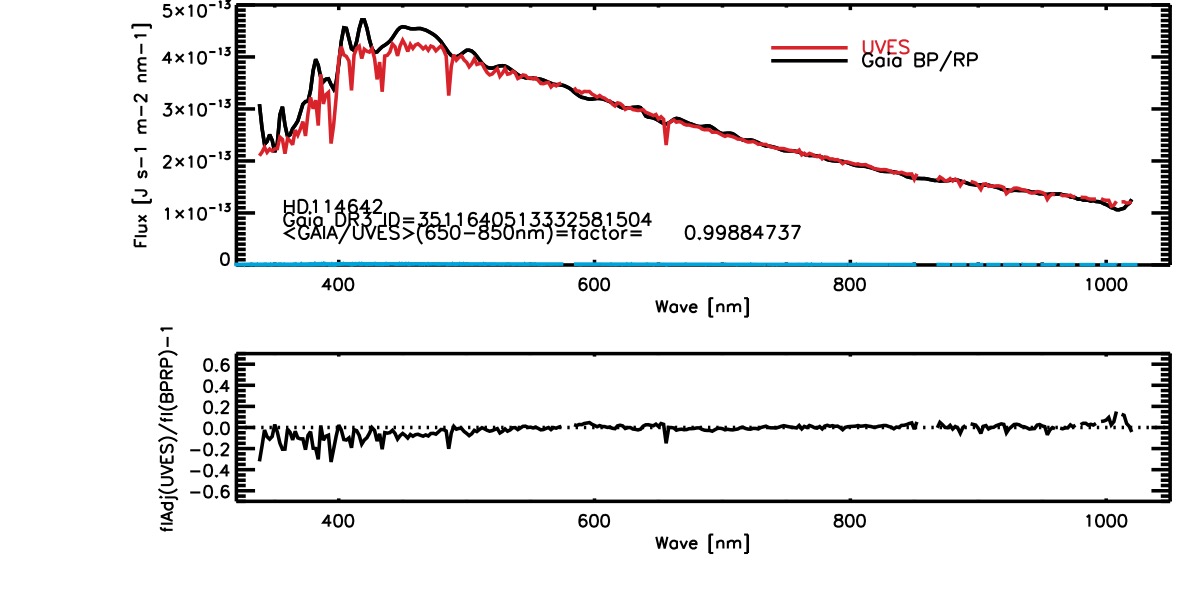 Flux [J s−1 m−2 nm−1]
5×10−13
4×10−13
3×10−13
2×10−13
1×10−13
0
UVES
Gaia BP/RP
HD114642
Gaia DR3 ID=3511640513332581504
<GAIA/UVES>(650−850nm)=factor= 0.99884737
400 600 800 1000
Wave [nm]
flAdj(UVES)/fl(BPRP)−1
0.6
0.4
0.2
0.0
−0.2
−0.4
−0.6
400 600 800 1000
Wave [nm]